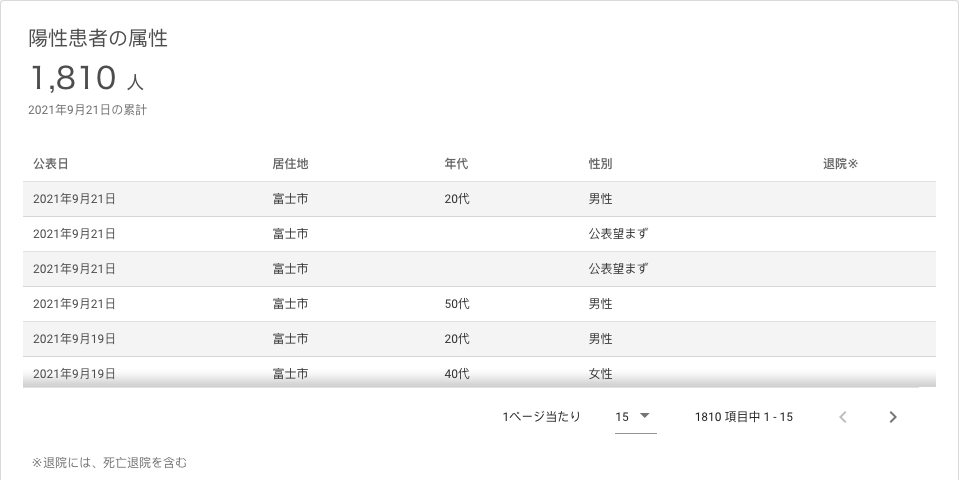 陽性患者の属性
1,810 人
2021年9月21日の累計
公表日 居住地 年代 性別 退院※
2021年9月21日 富士市 20代 男性
2021年9月21日 富士市 公表望まず
2021年9月21日 富士市 公表望まず
2021年9月21日 富士市 50代 男性
2021年9月19日 富士市 20代 男性
2021年9月19日 富士市 40代 女性
1ページ当たり 15 1810 項目中 1 - 15
※退院には、死亡退院を含む